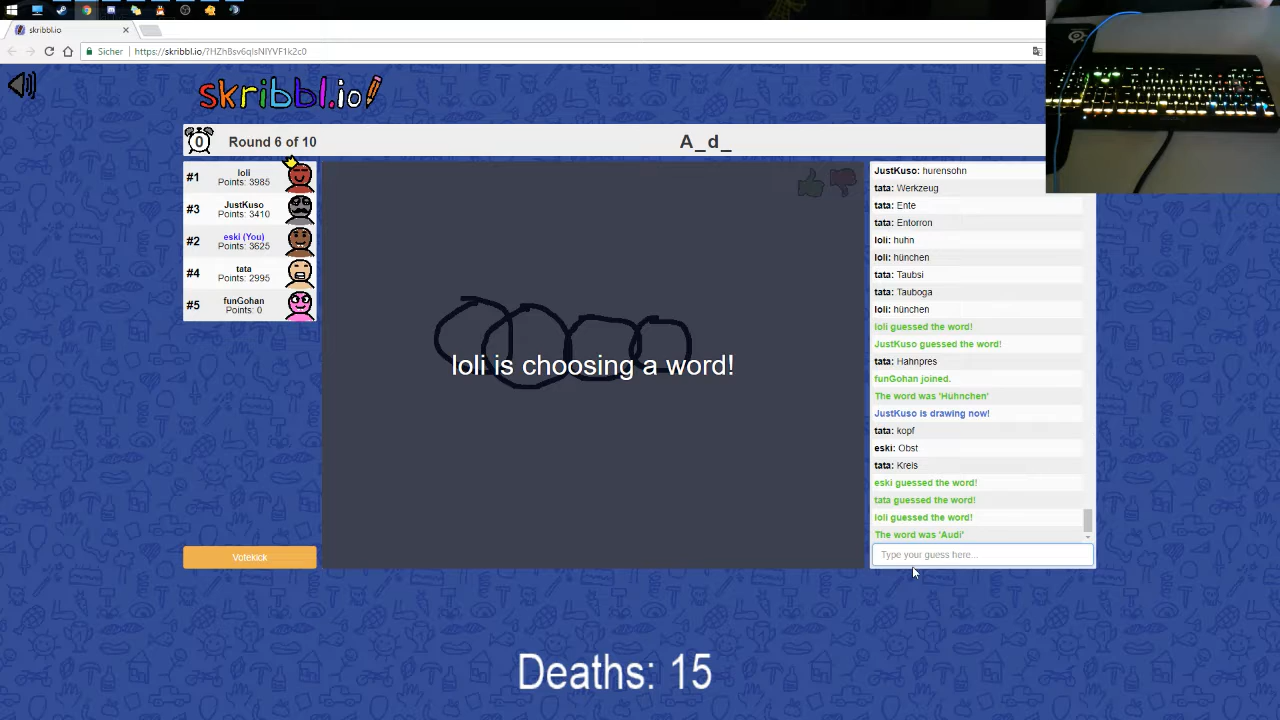 skribbl.io
Sicher
https://skribbl.io/?7HZhBsv6qIsNlYVF1k2c0
skribbl.io
0
Round 6 of 10
A_d_
#1
loli
Points: 3985
#3
JustKuso
Points: 3410
#2
eski (You)
Points: 3625
#4
tata
Points: 2995
#5
funGohan
Points: 0
Votekick
loli is choosing a word!
JustKuso: hurensohn
tata: Werkzeug
tata: Ente
tata: Entorron
loli: huhn
loli: hünchen
tata: Taubsi
tata: Tauboga
loli: hünchen
loli guessed the word!
JustKuso guessed the word!
tata: Hahnpres
funGohan joined.
The word was 'Huhnchen'
JustKuso is drawing now!
tata: kopf
eski: Obst
tata: Kreis
eski guessed the word!
tata guessed the word!
loli guessed the word!
The word was 'Audi'
Type your guess here...
Deaths: 15